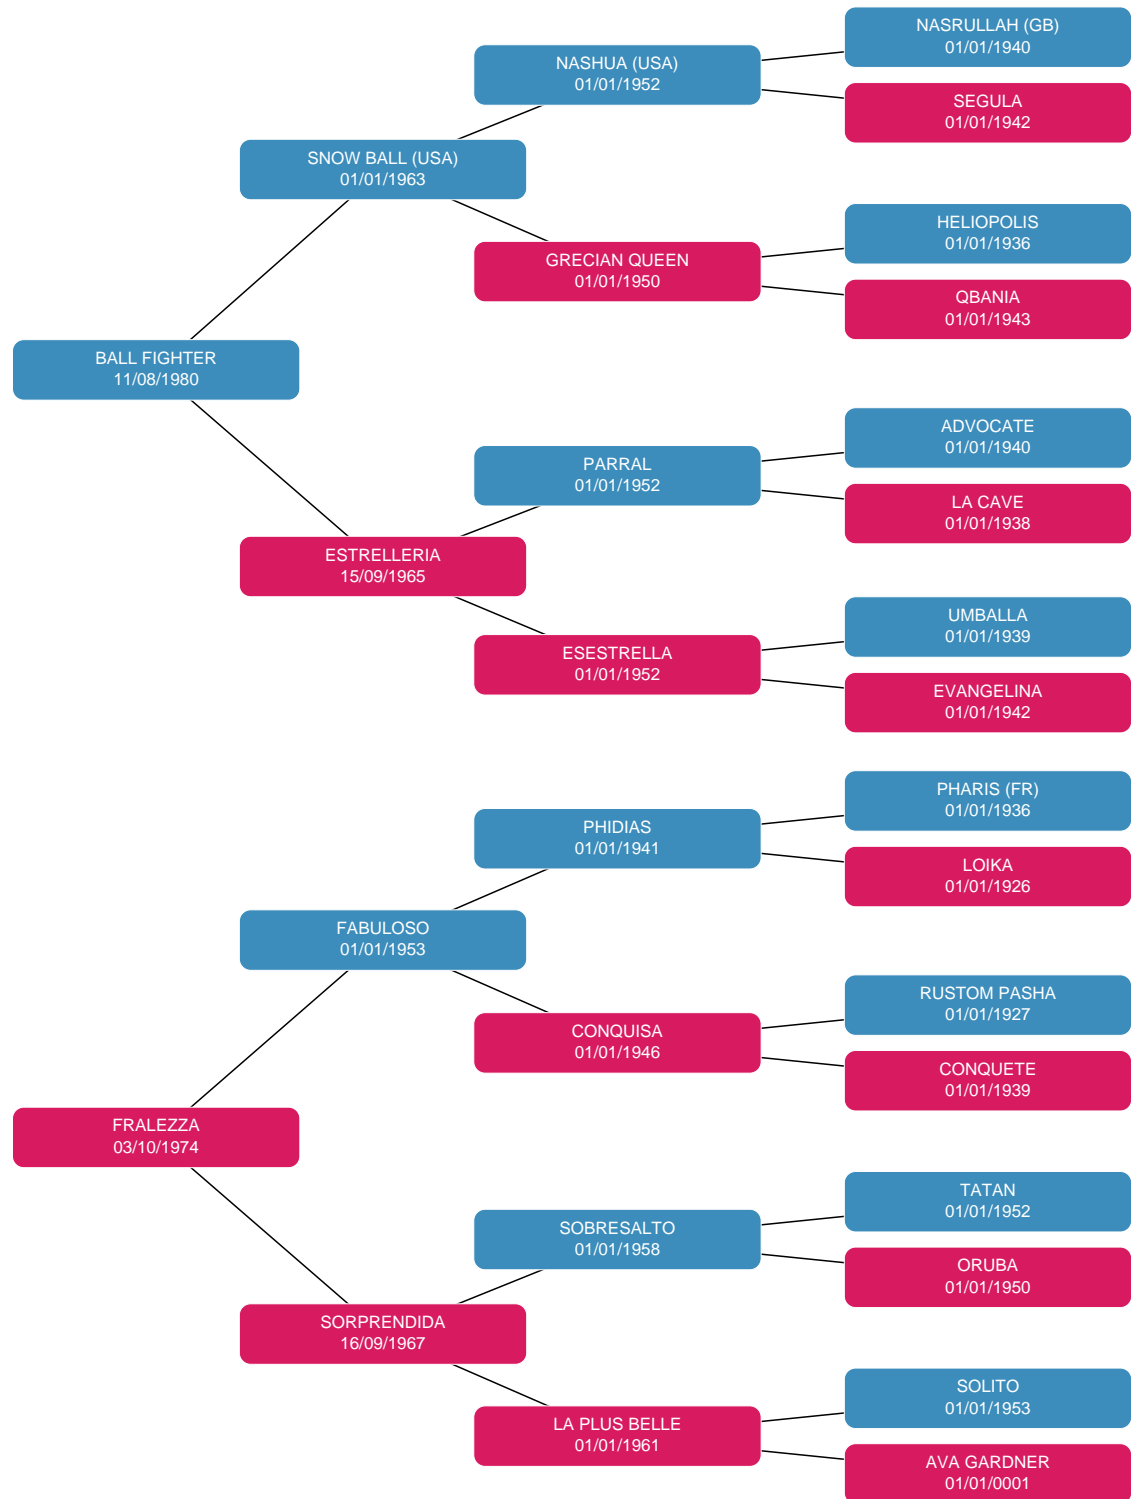 NASRULLAH (GB)
01/01/1940
NASHUA (USA)
01/01/1952
SEGULA
01/01/1942
SNOW BALL (USA)
01/01/1963
HELIOPOLIS
01/01/1936
GRECIAN QUEEN
01/01/1950
QBANIA
01/01/1943
BALL FIGHTER
11/08/1980
ADVOCATE
01/01/1940
PARRAL
01/01/1952
LA CAVE
01/01/1938
ESTRELLERIA
15/09/1965
UMBALLA
01/01/1939
ESESTRELLA
01/01/1952
EVANGELINA
01/01/1942
PHARIS (FR)
01/01/1936
PHIDIAS
01/01/1941
LOIKA
01/01/1926
FABULOSO
01/01/1953
RUSTOM PASHA
01/01/1927
CONQUISA
01/01/1946
CONQUETE
01/01/1939
FRALEZZA
03/10/1974
TATAN
01/01/1952
SOBRESALTO
01/01/1958
ORUBA
01/01/1950
SORPRENDIDA
16/09/1967
SOLITO
01/01/1953
LA PLUS BELLE
01/01/1961
AVA GARDNER
01/01/0001